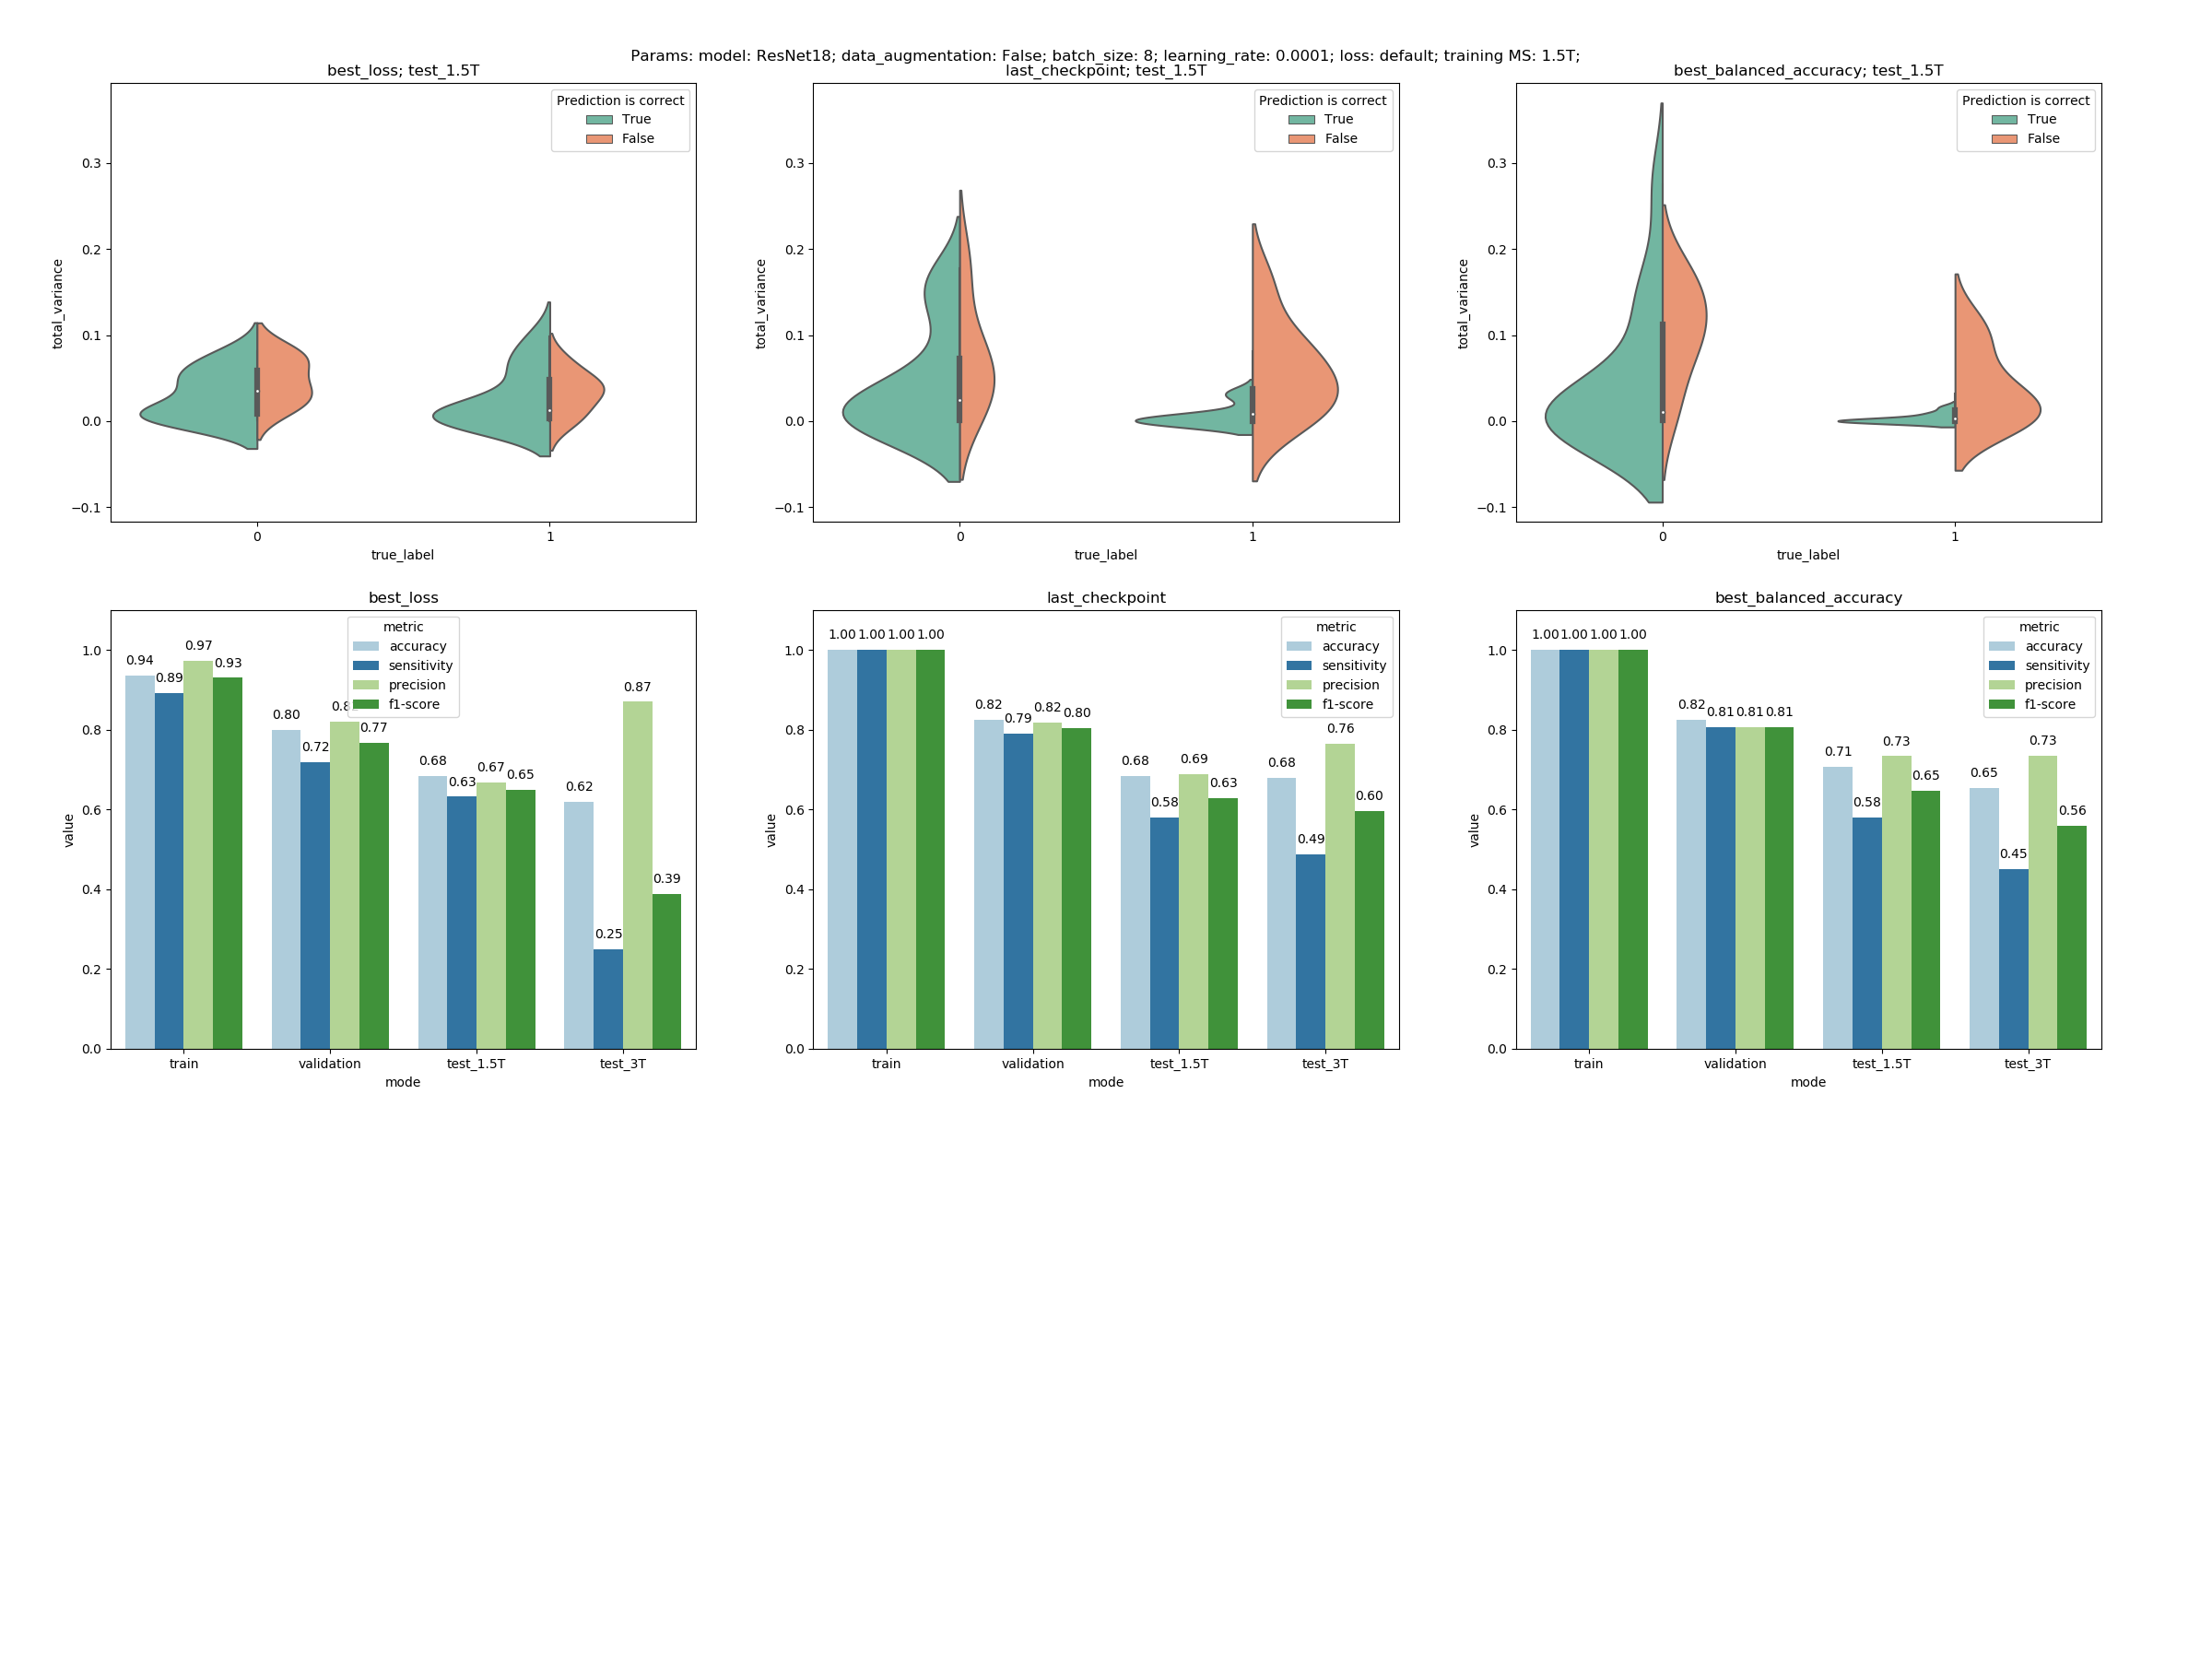 Params: model: ResNet18; data_augmentation: False; batch_size: 8; learning_rate: 0.0001; loss: default; training MS: 1.5T;
best_loss; test_1.5T
Prediction is correct
True
False
total_variance
0.3
0.2
0.1
0.0
−0.1
0
1
true_label
last_checkpoint; test_1.5T
Prediction is correct
True
False
total_variance
0.3
0.2
0.1
0.0
−0.1
0
1
true_label
best_balanced_accuracy; test_1.5T
Prediction is correct
True
False
total_variance
0.3
0.2
0.1
0.0
−0.1
0
1
true_label
best_loss
metric
accuracy
sensitivity
precision
f1-score
value
1.0
0.8
0.6
0.4
0.2
0.0
0.94
0.89
0.97
0.93
0.80
0.72
0.77
0.68
0.63
0.67
0.65
0.62
0.25
0.87
0.39
train
validation
test_1.5T
test_3T
mode
last_checkpoint
metric
accuracy
sensitivity
precision
f1-score
value
1.0
0.8
0.6
0.4
0.2
0.0
1.00
1.00
1.00
1.00
0.82
0.79
0.82
0.80
0.68
0.58
0.69
0.63
0.68
0.49
0.76
0.60
train
validation
test_1.5T
test_3T
mode
best_balanced_accuracy
metric
accuracy
sensitivity
precision
f1-score
value
1.0
0.8
0.6
0.4
0.2
0.0
1.00
1.00
1.00
1.00
0.82
0.81
0.81
0.81
0.71
0.58
0.73
0.65
0.65
0.45
0.73
0.56
train
validation
test_1.5T
test_3T
mode